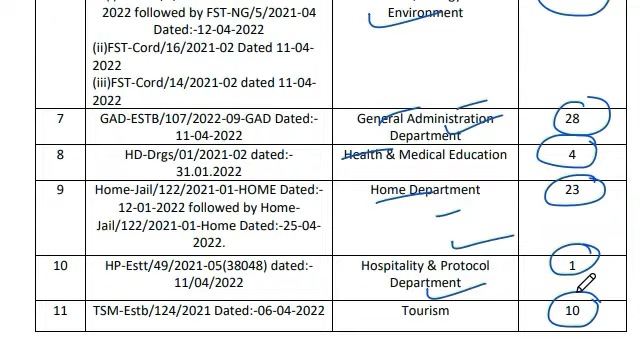 2022 followed by FST-NG/5/2021-04
Environment
Dated:-12-04-2022
(ii)FST-Cord/16/2021-02 Dated 11-04-
2022
(iii)FST-Cord/14/2021-02 dated 11-04-
2022
7 GAD-ESTB/107/2022-09-GAD Dated:- General Administration 28
11-04-2022 Department
8 HD-Drgs/01/2021-02 dated:- Health & Medical Education 4
31.01.2022
9 Home-Jail/122/2021-01-HOME Dated:- Home Department 23
12-01-2022 followed by Home-
Jail/122/2021-01-Home Dated:-25-04-
2022.
10 HP-Estt/49/2021-05(38048) dated:- Hospitality & Protocol 1
11/04/2022 Department
11 TSM-Estb/124/2021 Dated:-06-04-2022 Tourism 10